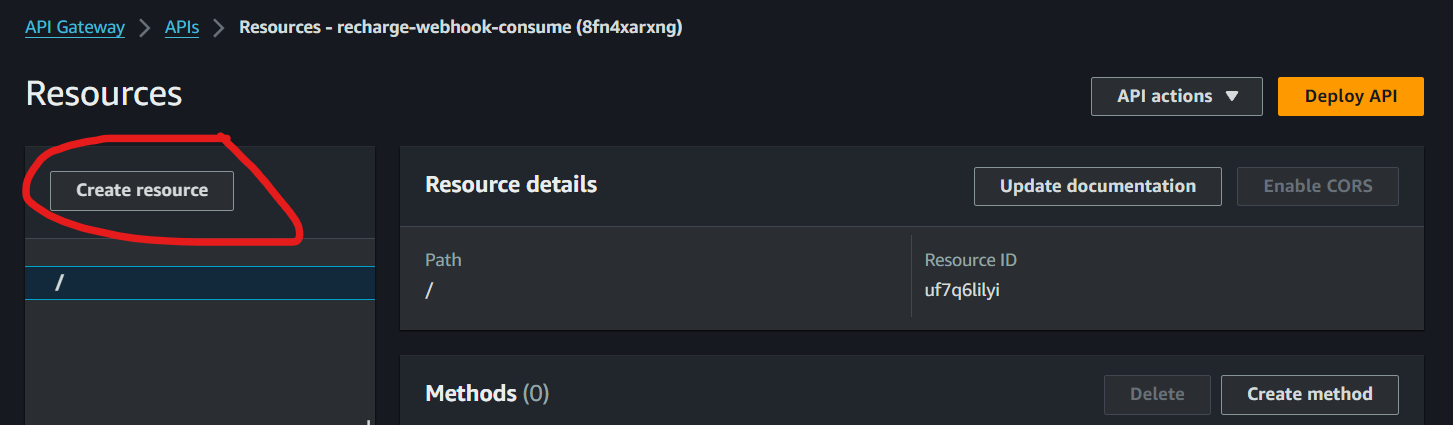 API Gateway > APIs > Resources - recharge-webhook-consume (8fn4xarxng)
Resources
API actions
Deploy API
Create resource
Resource details
Update documentation
Enable CORS
/
Path
Resource ID
/
uf7q6lilyi
Methods (0)
Delete
Create method